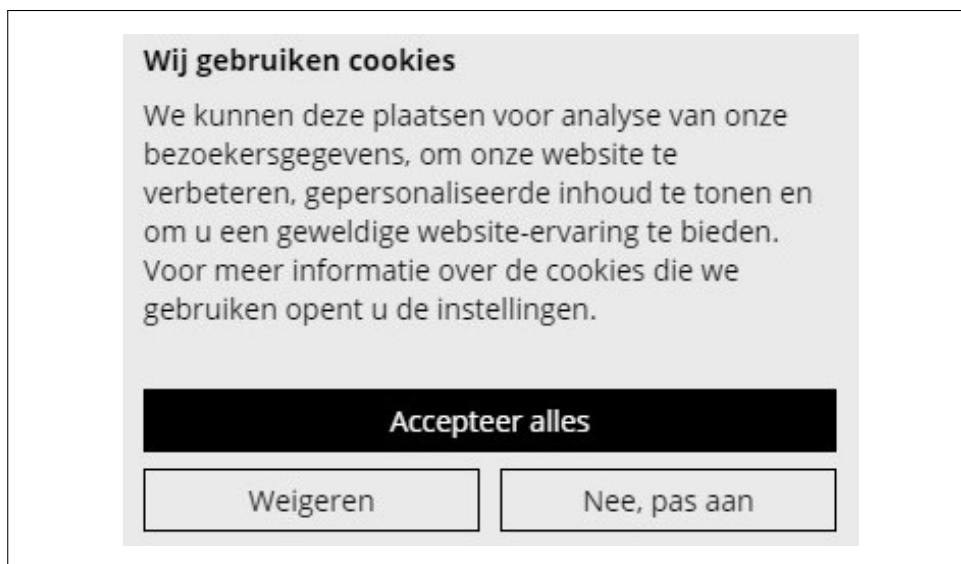 Wij gebruiken cookies
We kunnen deze plaatsen voor analyse van onze
bezoekersgegevens, om onze website te
verbeteren, gepersonaliseerde inhoud te tonen en
om u een geweldige website-ervaring te bieden.
Voor meer informatie over de cookies die we
gebruiken opent u de instellingen.
Accepteer alles
Weigeren
Nee, pas aan